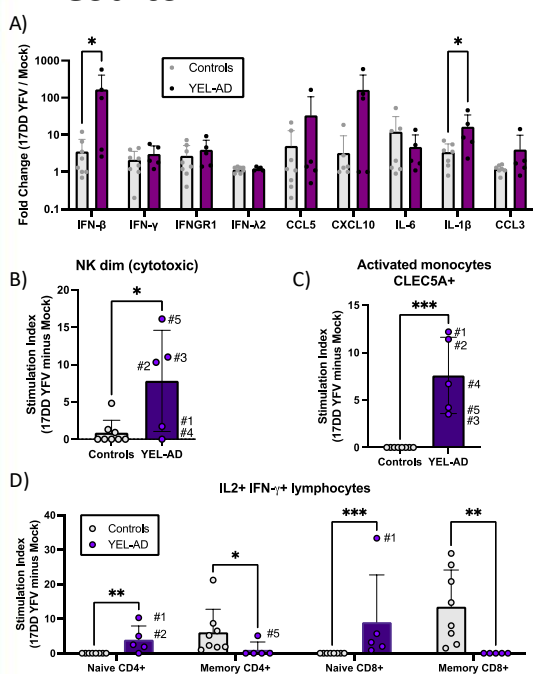 A)
*
*
Controls
YEL-AD
Fold Change (17DD YFV / Mock)
1000
100
10
1
0.1
IFN-β
IFN-γ
IFNGR1
IFN-λ2
CCL5
CXCL10
IL-6
IL-1β
CCL3
B)
NK dim (cytotoxic)
Stimulation Index
(17DD YFV minus Mock)
20
15
10
5
0
*
#5
#2
#3
#1
#4
Controls
YEL-AD
C)
Activated monocytes
CLEC5A+
Stimulation Index
(17DD YFV minus Mock)
15
10
5
0
***
#1
#2
#4
#5
#3
Controls
YEL-AD
D)
IL2+ IFN-γ+ lymphocytes
Stimulation Index
(17DD YFV minus Mock)
40
30
20
10
0
Controls
YEL-AD
**
#1
#2
*
#5
***
#1
**
Naive CD4+
Memory CD4+
Naive CD8+
Memory CD8+